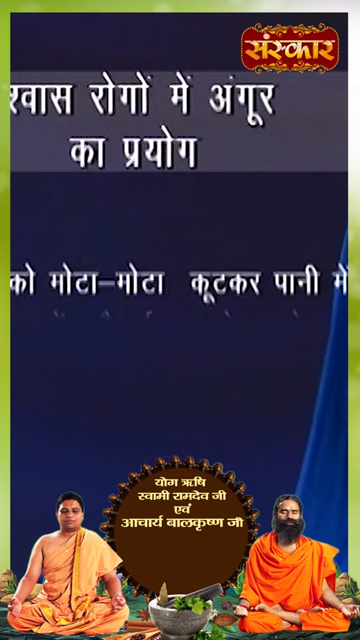 संस्कार
श्वास रोगों में अंगूर
का प्रयोग
को मोटा-मोटा कूटकर पानी में
योग ऋषि
स्वामी रामदेव जी
एवं
आचार्य बालकृष्ण जी